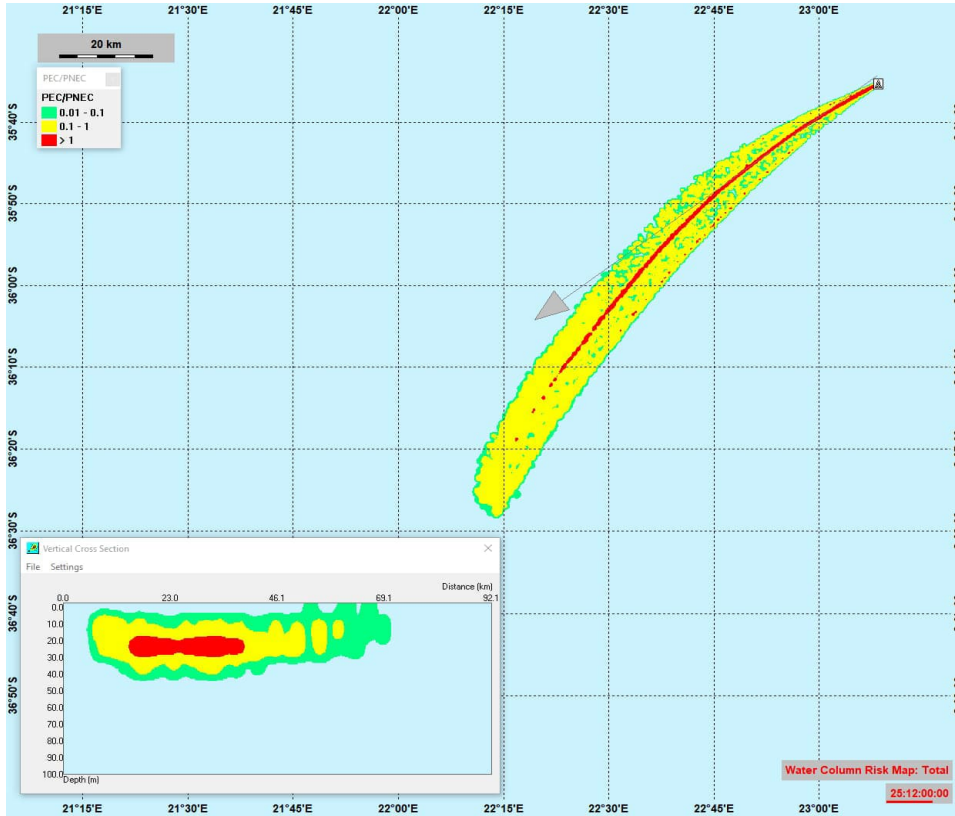 21°15'E 21°30'E 21°45'E 22°00'E 22°15'E 22°30'E 22°45'E 23°00'E
20 km
PEC/PNEC
PEC/PNEC
0.01 - 0.1
0.1 - 1
> 1
35°40'S
35°50'S
36°00'S
36°10'S
36°20'S
36°30'S
36°40'S
36°50'S
Vertical Cross Section
File Settings
Distance (km)
0.0 23.0 46.1 69.1 92.1
0.0
10.0
20.0
30.0
40.0
50.0
60.0
70.0
80.0
90.0
100.0
Depth (m)
Water Column Risk Map: Total
25:12:00:00
21°15'E 21°30'E 21°45'E 22°00'E 22°15'E 22°30'E 22°45'E 23°00'E